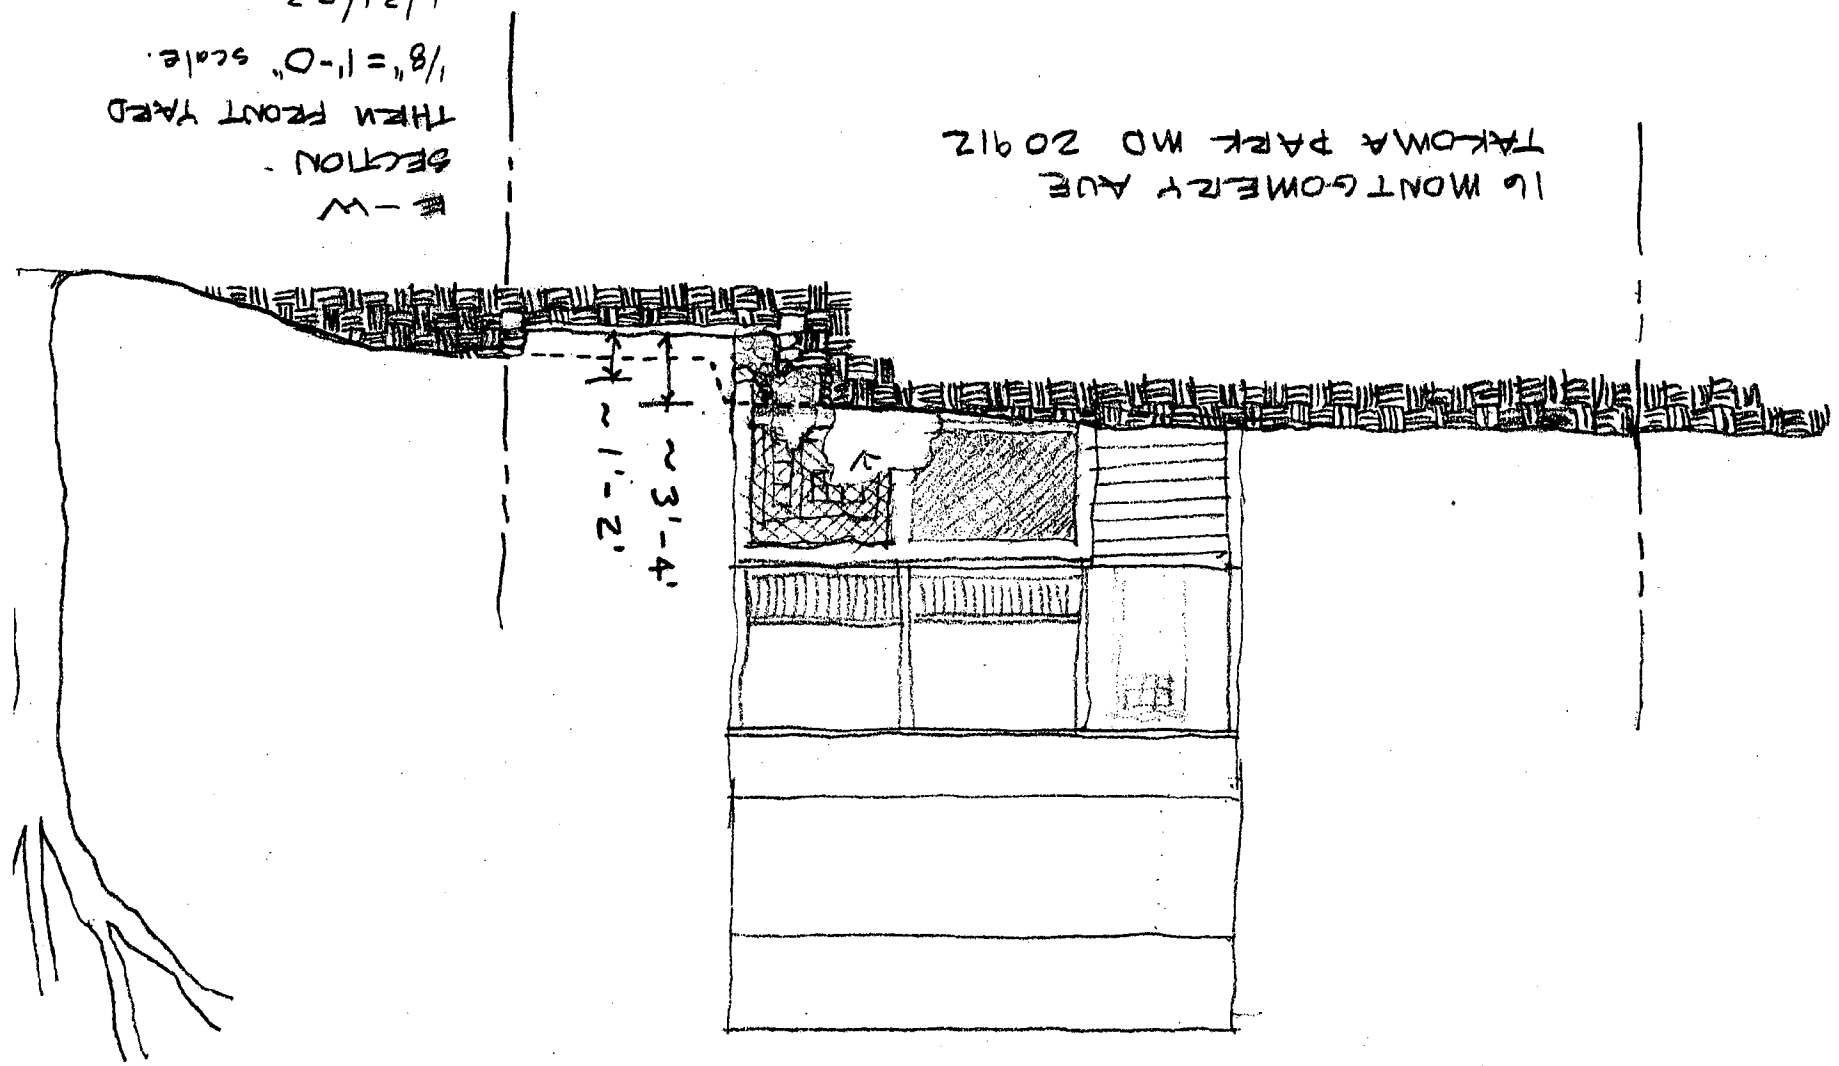 ~ 3'-4'
~ 1'-2'
16 MONTGOMERY AVE
TAKOMA PARK MD 20912
E-W
SECTION
THRU FRONT YARD
1/8" = 1'-0" scale.